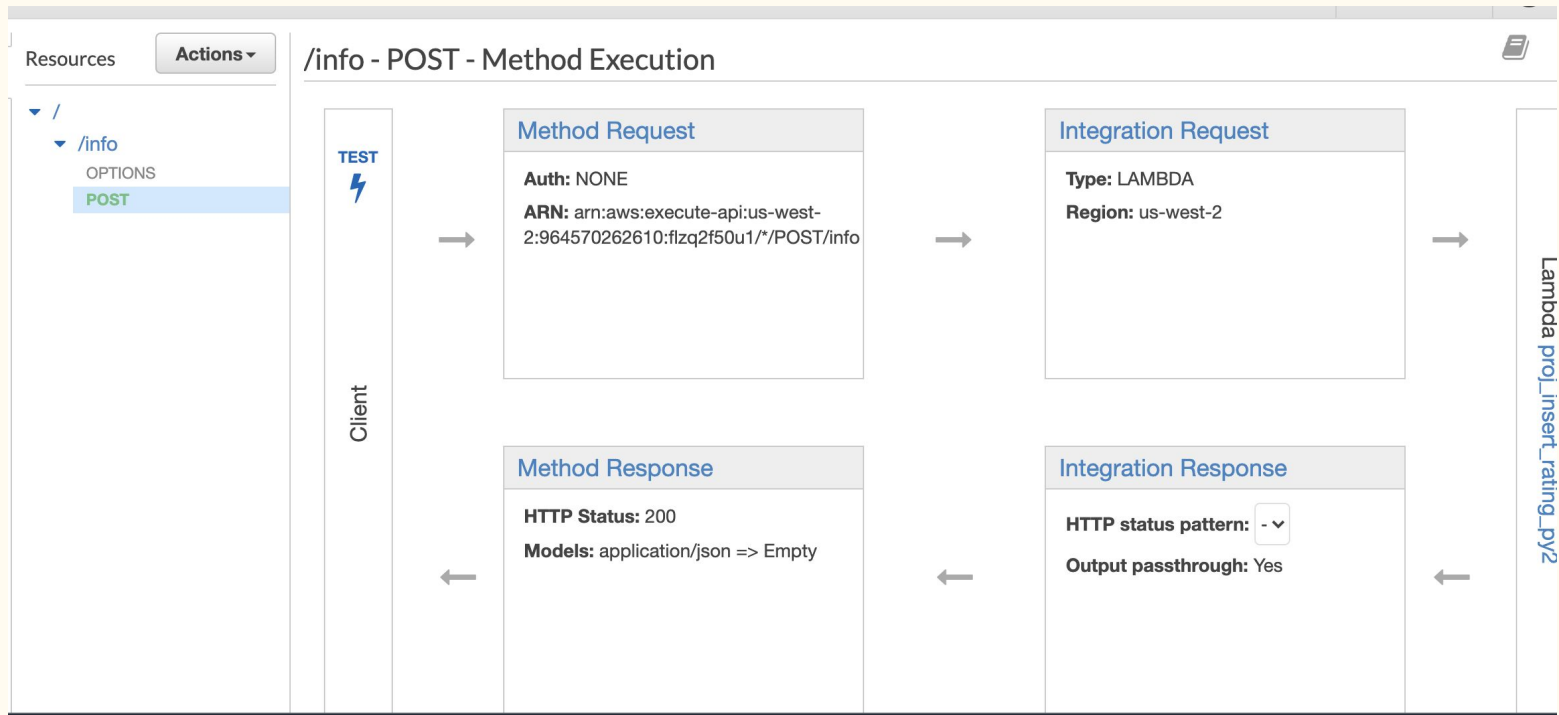 Resources
Actions
/info - POST - Method Execution
/
/info
OPTIONS
POST
TEST
Client
Method Request
Auth: NONE
ARN: arn:aws:execute-api:us-west-
2:964570262610:flzq2f50u1/*/POST/info
Integration Request
Type: LAMBDA
Region: us-west-2
Lambda proj_insert_rating_py2
Method Response
HTTP Status: 200
Models: application/json => Empty
Integration Response
HTTP status pattern: -
Output passthrough: Yes